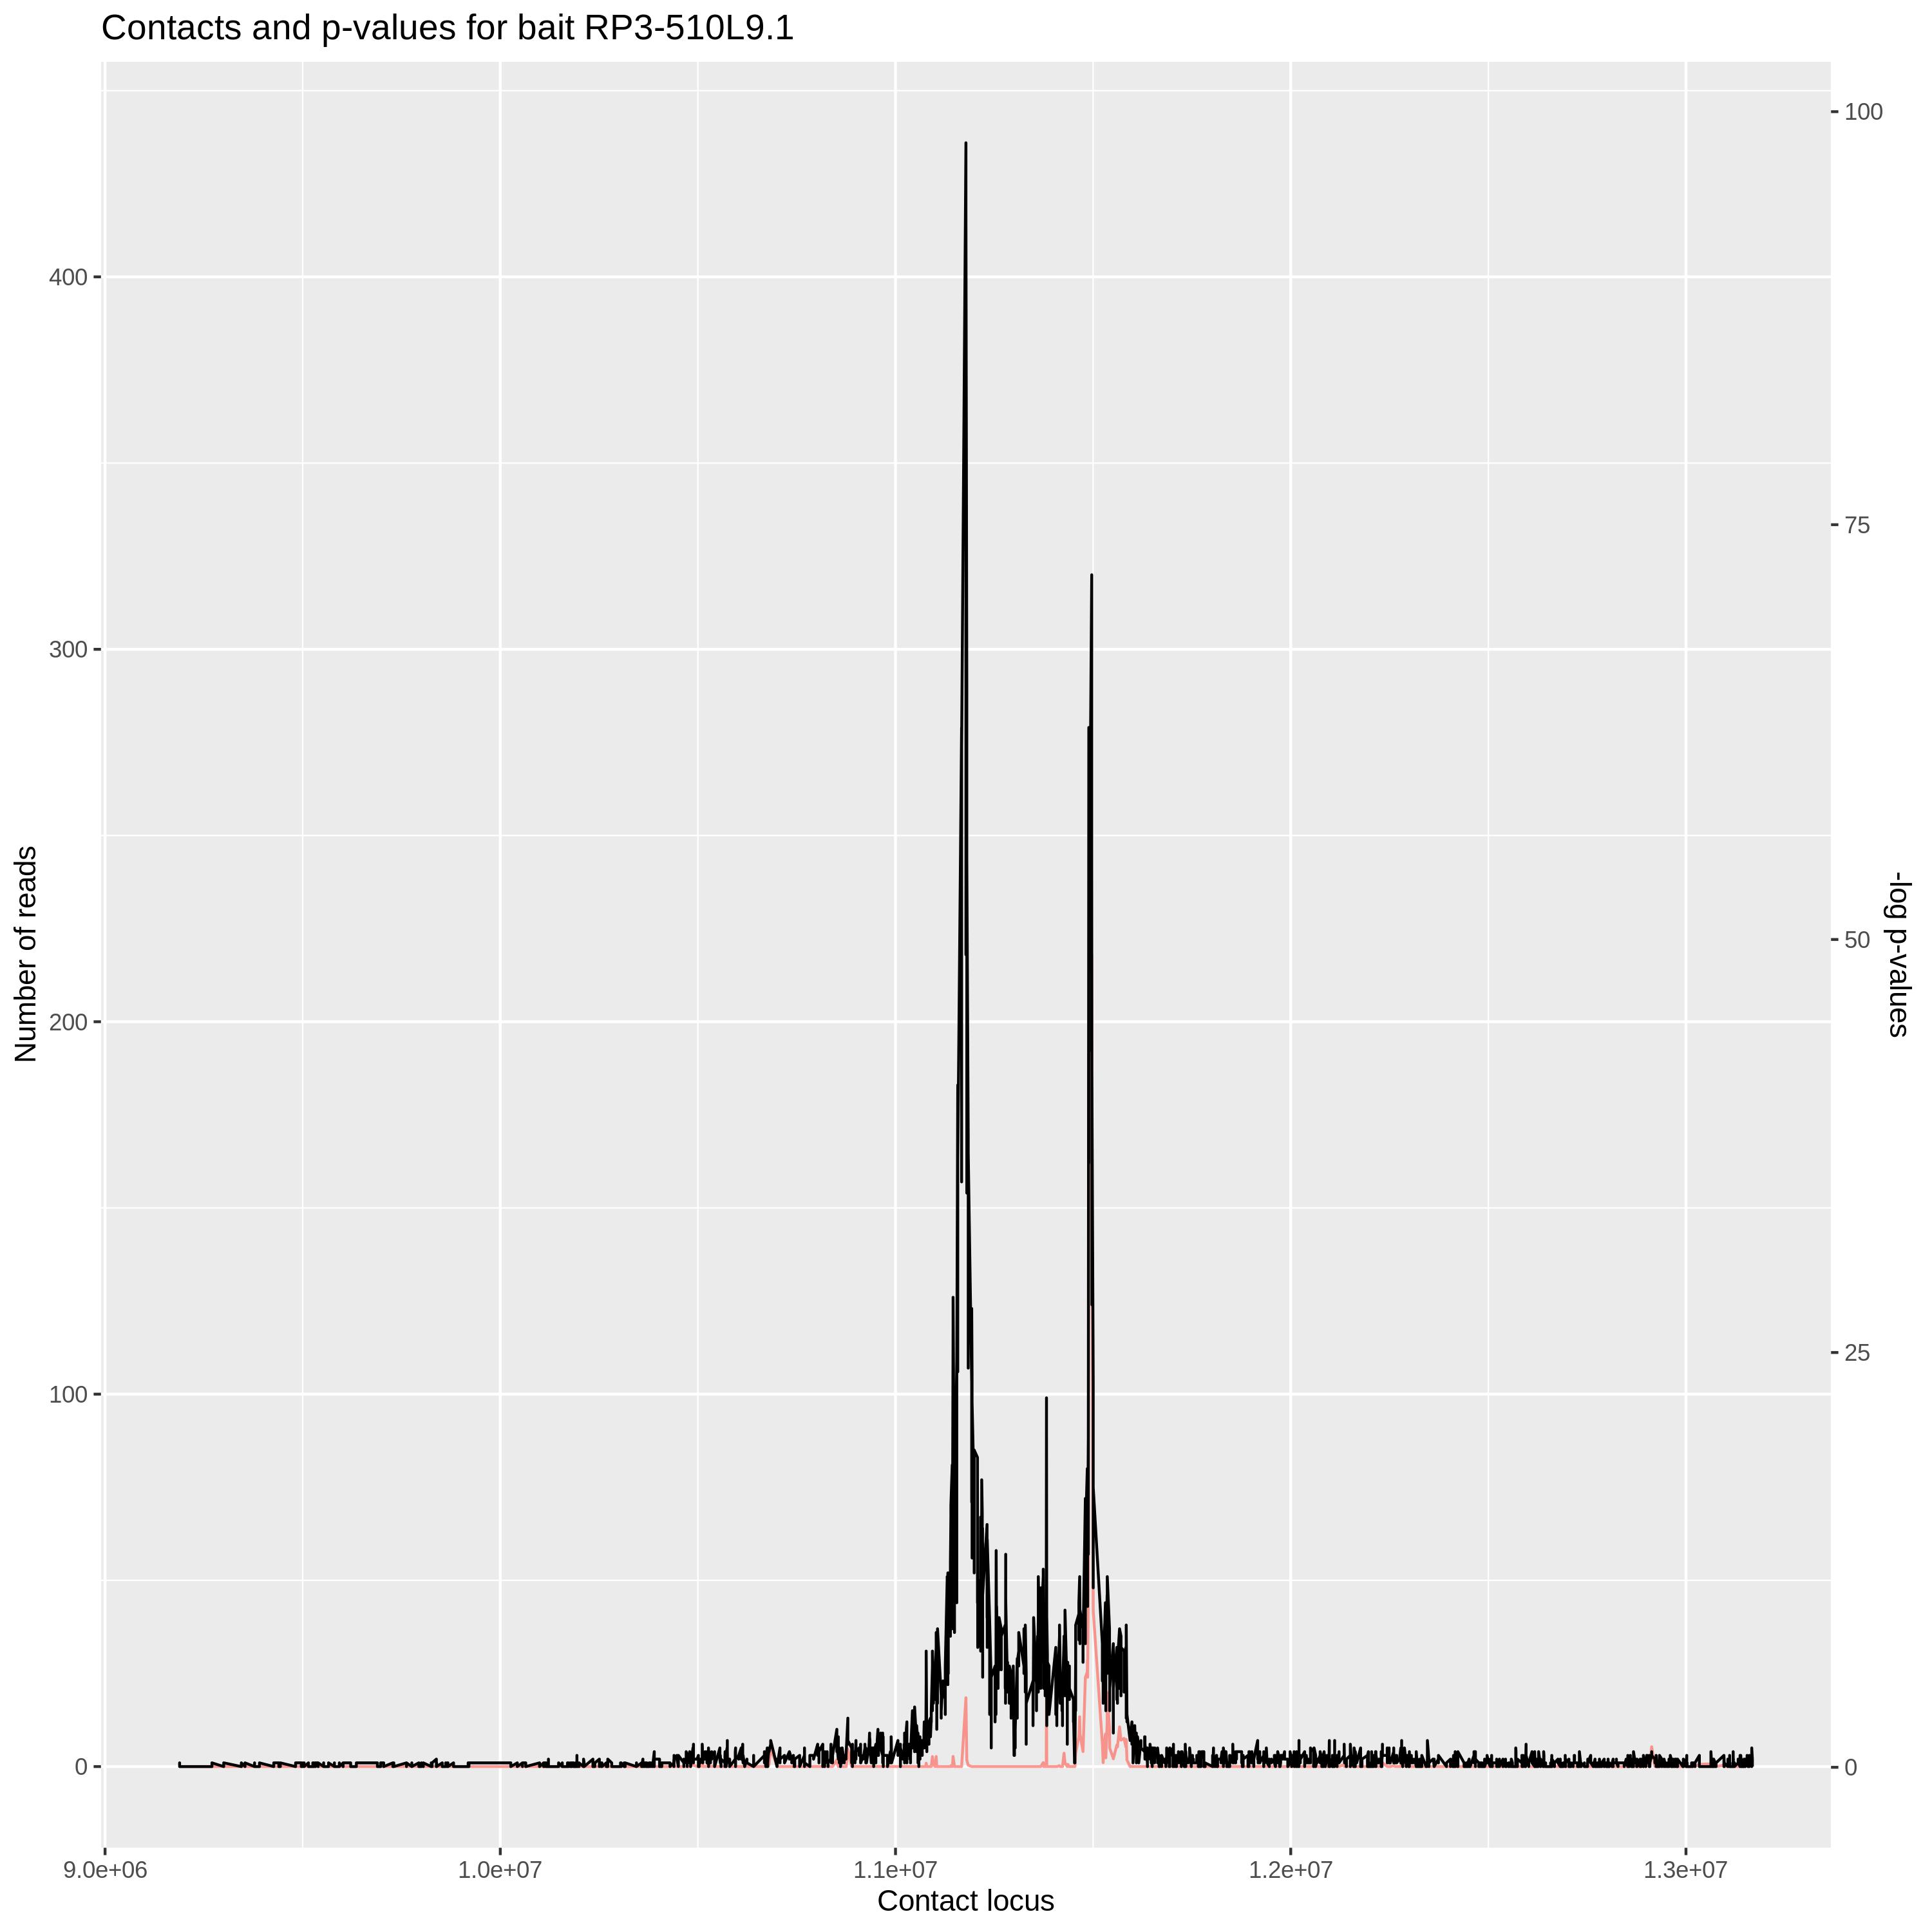 Contacts and p-values for bait RP3-510L9.1
400
300
200
100
0
Number of reads
100
75
50
25
0
-log p-values
9.0e+06
1.0e+07
1.1e+07
1.2e+07
1.3e+07
Contact locus